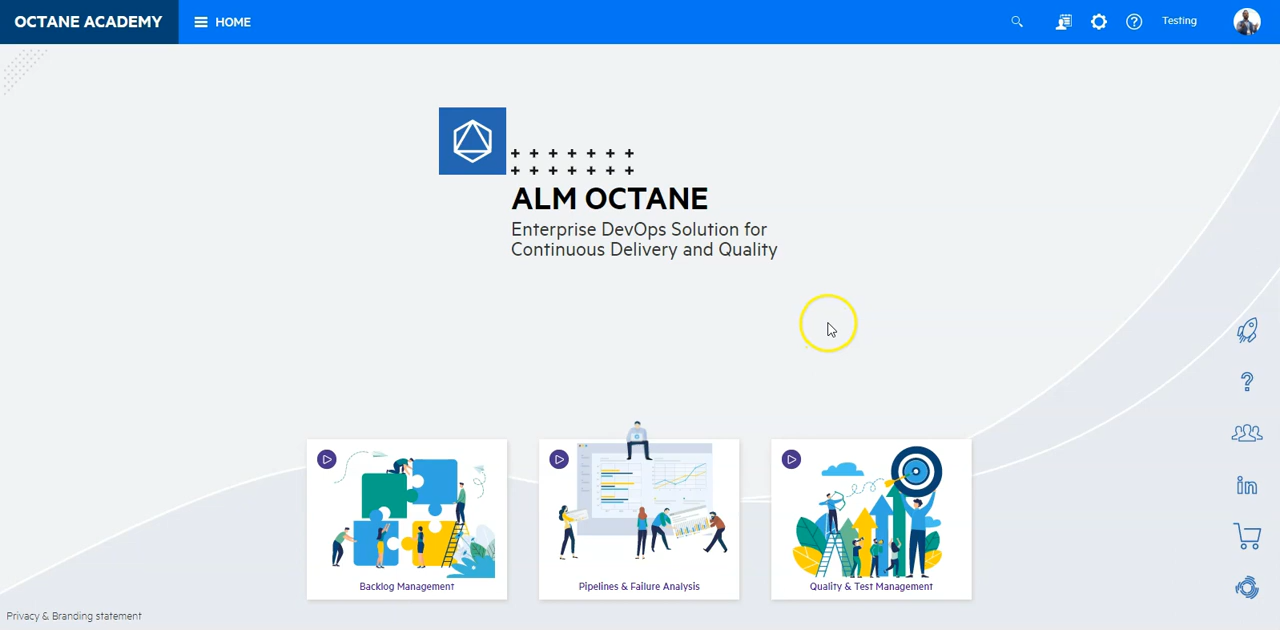 OCTANE ACADEMY
HOME
Testing
ALM OCTANE
Enterprise DevOps Solution for
Continuous Delivery and Quality
Backlog Management
Pipelines & Failure Analysis
Quality & Test Management
Privacy & Branding statement